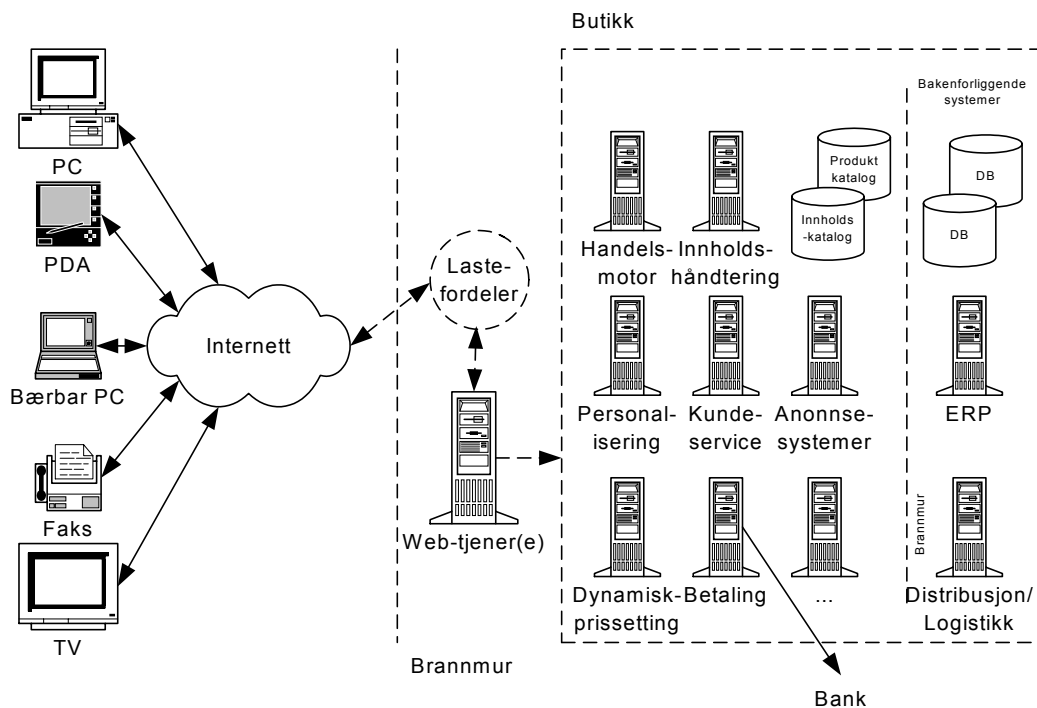 Butikk
Bakenforliggende
systemer
PC
PDA
Bærbar PC
Faks
TV
Internett
Laste-
fordeler
Web-tjener(e)
Brannmur
Handels-
motor
Innholds-
håndtering
Produkt
katalog
Innholds
-katalog
DB
DB
Personal-
isering
Kunde-
service
Anonnse-
systemer
ERP
Dynamisk-
prissetting
Betaling
...
Brannmur
Distribusjon/
Logistikk
Bank